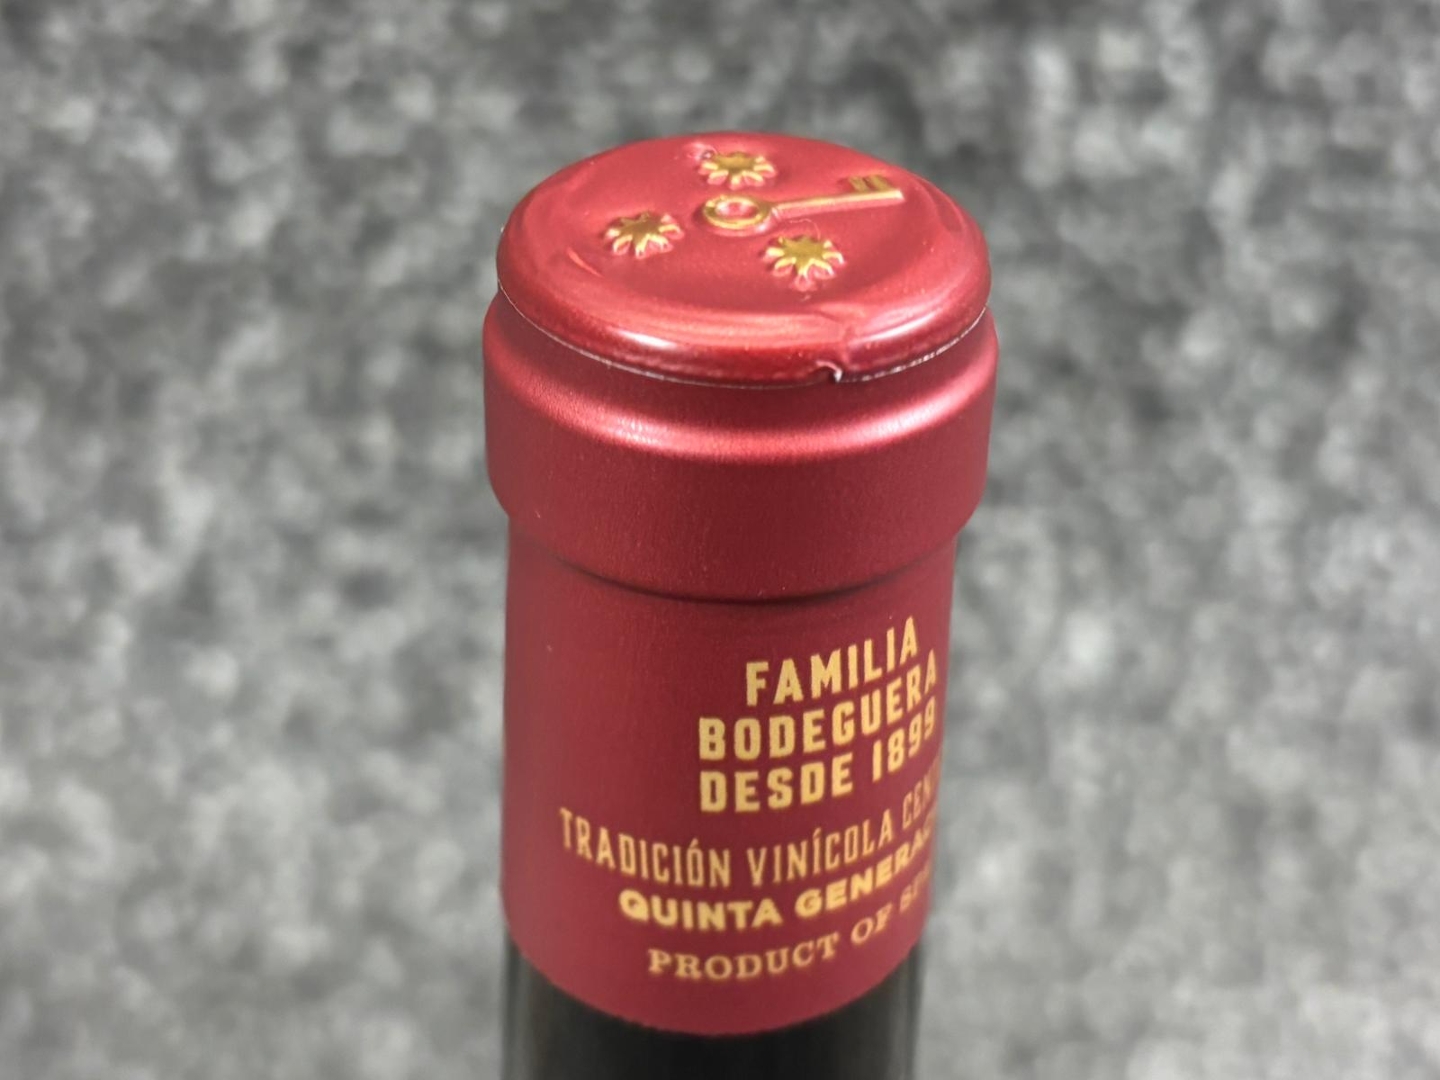 FAMILIA
BODEGUERA
DESDE 1899
TRADICIÓN VINÍCOLA
QUINTA
PRODUCT OF